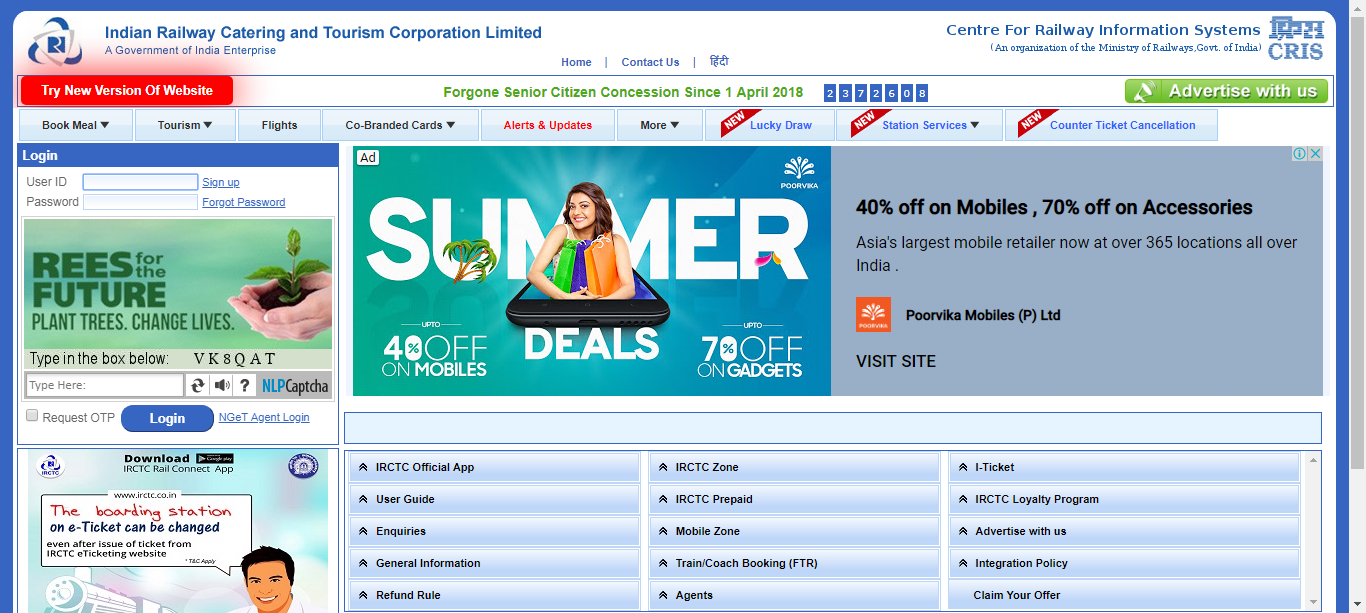 Indian Railway Catering and Tourism Corporation Limited
A Government of India Enterprise
Centre For Railway Information Systems
(An organization of the Ministry of Railways,Govt. of India)
CRIS
Home | Contact Us | हिंदी
Try New Version Of Website
Forgone Senior Citizen Concession Since 1 April 2018 2 3 7 2 6 0 8
Advertise with us
Book Meal
Tourism
Flights
Co-Branded Cards
Alerts & Updates
More
NEW Lucky Draw
NEW Station Services
NEW Counter Ticket Cancellation
Login
User ID
Sign up
Password
Forgot Password
REES for the
FUTURE
PLANT TREES. CHANGE LIVES.
Type in the box below: VK8QAT
Type Here:
? NLPCaptcha
Request OTP
Login
NGeT Agent Login
Ad
POORVIKA
SUMMER
DEALS
UPTO
40% OFF
ON MOBILES
UPTO
70% OFF
ON GADGETS
40% off on Mobiles , 70% off on Accessories
Asia's largest mobile retailer now at over 365 locations all over
India .
POORVIKA
Poorvika Mobiles (P) Ltd
VISIT SITE
IRCTC
Download Google play
IRCTC Rail Connect App
www.irctc.co.in
The boarding station
on e-Ticket can be changed
even after issue of ticket from
IRCTC eTicketing website
* T&C Apply
IRCTC Official App
IRCTC Zone
I-Ticket
User Guide
IRCTC Prepaid
IRCTC Loyalty Program
Enquiries
Mobile Zone
Advertise with us
General Information
Train/Coach Booking (FTR)
Integration Policy
Refund Rule
Agents
Claim Your Offer